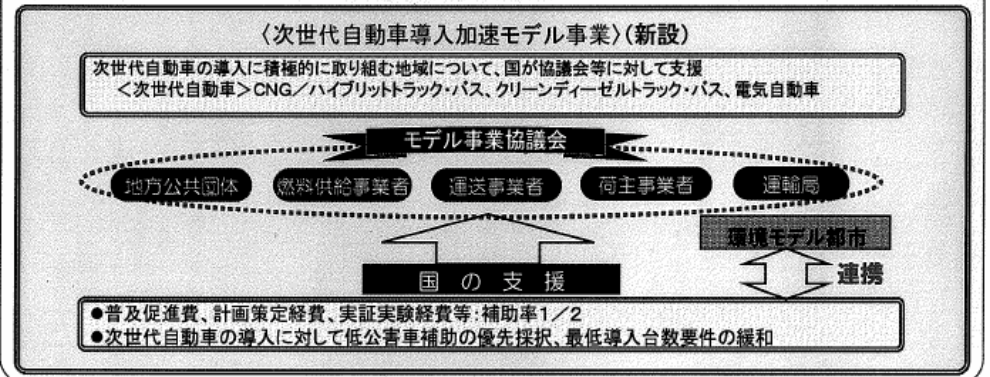 〈次世代自動車導入加速モデル事業〉(新設)
次世代自動車の導入に積極的に取り組む地域について、国が協議会等に対して支援
<次世代自動車>CNG/ハイブリットトラック・バス、クリーンディーゼルトラック・バス、電気自動車
モデル事業協議会
地方公共団体 燃料供給事業者 運送事業者 荷主事業者 運輸局
環境モデル都市
連携
国の支援
●普及促進費、計画策定経費、実証実験経費等:補助率1/2
●次世代自動車の導入に対して低公害車補助の優先採択、最低導入台数要件の緩和